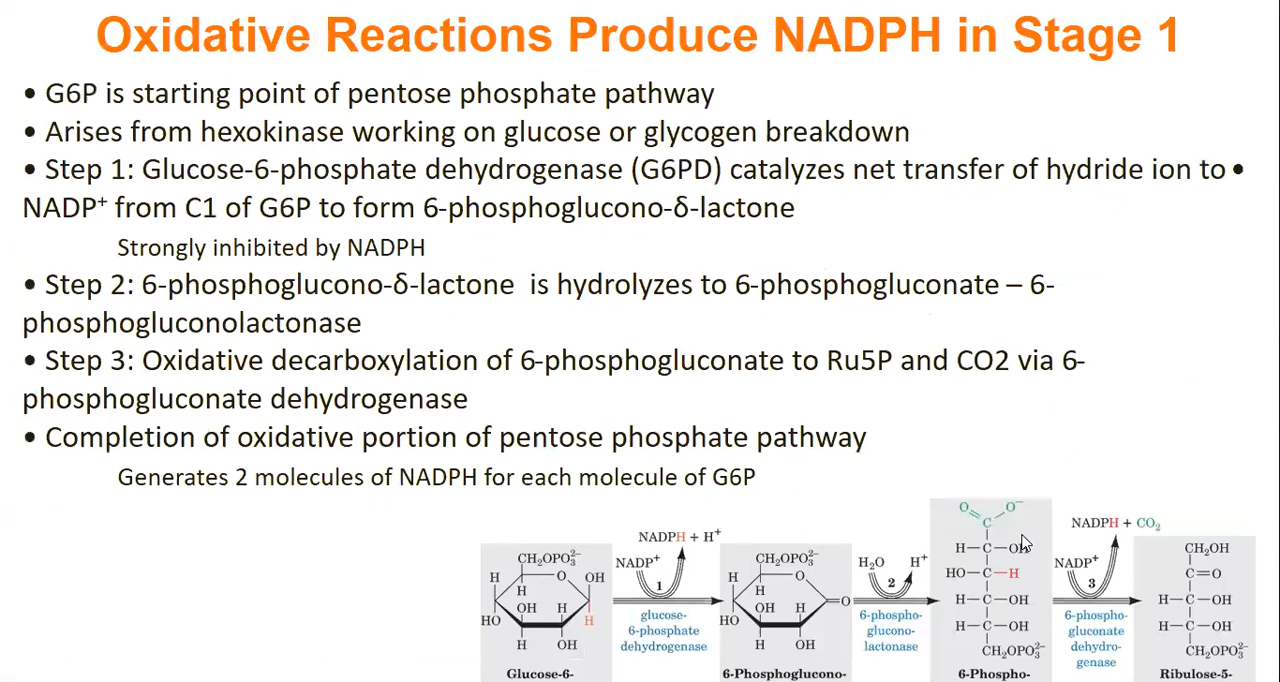 Oxidative Reactions Produce NADPH in Stage 1
• G6P is starting point of pentose phosphate pathway
• Arises from hexokinase working on glucose or glycogen breakdown
• Step 1: Glucose-6-phosphate dehydrogenase (G6PD) catalyzes net transfer of hydride ion to •
NADP⁺ from C1 of G6P to form 6-phosphoglucono-δ-lactone
Strongly inhibited by NADPH
• Step 2: 6-phosphoglucono-δ-lactone is hydrolyzes to 6-phosphogluconate – 6-
phosphogluconolactonase
• Step 3: Oxidative decarboxylation of 6-phosphogluconate to Ru5P and CO2 via 6-
phosphogluconate dehydrogenase
• Completion of oxidative portion of pentose phosphate pathway
Generates 2 molecules of NADPH for each molecule of G6P
CH₂OPO₃²⁻
H
O
OH
H
OH
H
HO
H
H
OH
Glucose-6-
NADP⁺
NADPH + H⁺
1
glucose-
6-phosphate
dehydrogenase
CH₂OPO₃²⁻
H
O
H
OH
H
O
HO
H
OH
6-Phosphoglucono-
H₂O
H⁺
2
6-phospho-
glucono-
lactonase
O
O⁻
C
H–C–OH
HO–C–H
H–C–OH
H–C–OH
CH₂OPO₃²⁻
6-Phospho-
NADPH + CO₂
NADP⁺
3
6-phospho-
gluconate
dehydro-
genase
CH₂OH
C=O
H–C–OH
H–C–OH
CH₂OPO₃²⁻
Ribulose-5-